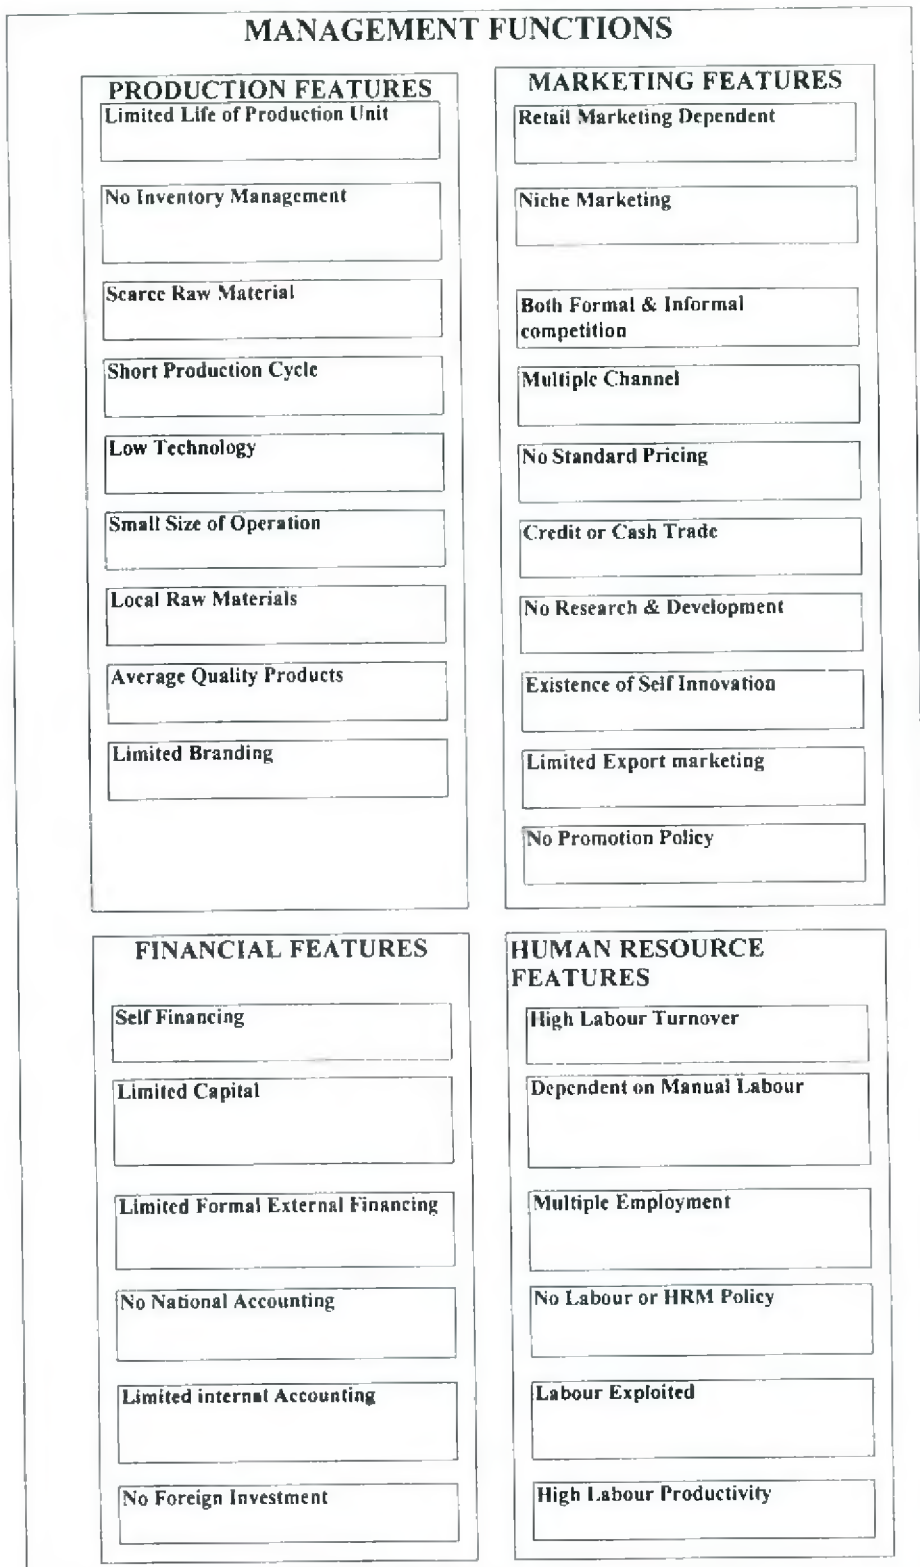 MANAGEMENT FUNCTIONS
PRODUCTION FEATURES
Limited Life of Production Unit
No Inventory Management
Scarce Raw Material
Short Production Cycle
Low Technology
Small Size of Operation
Local Raw Materials
Average Quality Products
Limited Branding
MARKETING FEATURES
Retail Marketing Dependent
Niche Marketing
Both Formal & Informal
competition
Multiple Channel
No Standard Pricing
Credit or Cash Trade
No Research & Development
Existence of Self Innovation
Limited Export marketing
No Promotion Policy
FINANCIAL FEATURES
Self Financing
Limited Capital
Limited Formal External Financing
No National Accounting
Limited internal Accounting
No Foreign Investment
HUMAN RESOURCE
FEATURES
High Labour Turnover
Dependent on Manual Labour
Multiple Employment
No Labour or HRM Policy
Labour Exploited
High Labour Productivity